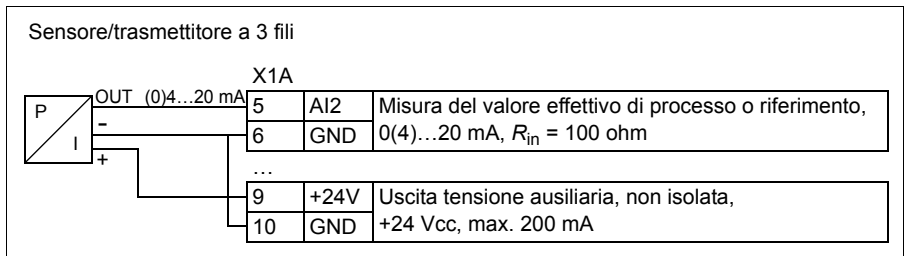 Sensore/trasmettitore a 3 fili
X1A
P
I
OUT (0)4…20 mA
-
+
5 AI2 Misura del valore effettivo di processo o riferimento,
6 GND 0(4)…20 mA, Rin = 100 ohm
…
9 +24V Uscita tensione ausiliaria, non isolata,
10 GND +24 Vcc, max. 200 mA